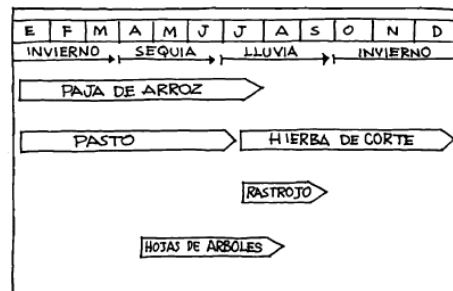 E F M A M J J A S O N D
INVIERNO SEQUIA LLUVIA INVIERNO
PAJA DE ARROZ
PASTO HIERBA DE CORTE
RASTROJO
HOJAS DE ARBOLES